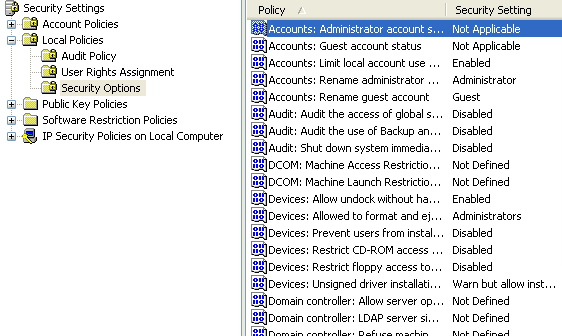 Security Settings
Account Policies
Local Policies
Audit Policy
User Rights Assignment
Security Options
Public Key Policies
Software Restriction Policies
IP Security Policies on Local Computer
Policy Security Setting
Accounts: Administrator account s... Not Applicable
Accounts: Guest account status Not Applicable
Accounts: Limit local account use ... Enabled
Accounts: Rename administrator ... Administrator
Accounts: Rename guest account Guest
Audit: Audit the access of global s... Disabled
Audit: Audit the use of Backup an... Disabled
Audit: Shut down system immedia... Disabled
DCOM: Machine Access Restrictio... Not Defined
DCOM: Machine Launch Restrictio... Not Defined
Devices: Allow undock without ha... Enabled
Devices: Allowed to format and ej... Administrators
Devices: Prevent users from instal... Disabled
Devices: Restrict CD-ROM access ... Disabled
Devices: Restrict floppy access to... Disabled
Devices: Unsigned driver installati... Warn but allow inst...
Domain controller: Allow server op... Not Defined
Domain controller: LDAP server si... Not Defined
Domain controller: Refuse machin... Not Defined